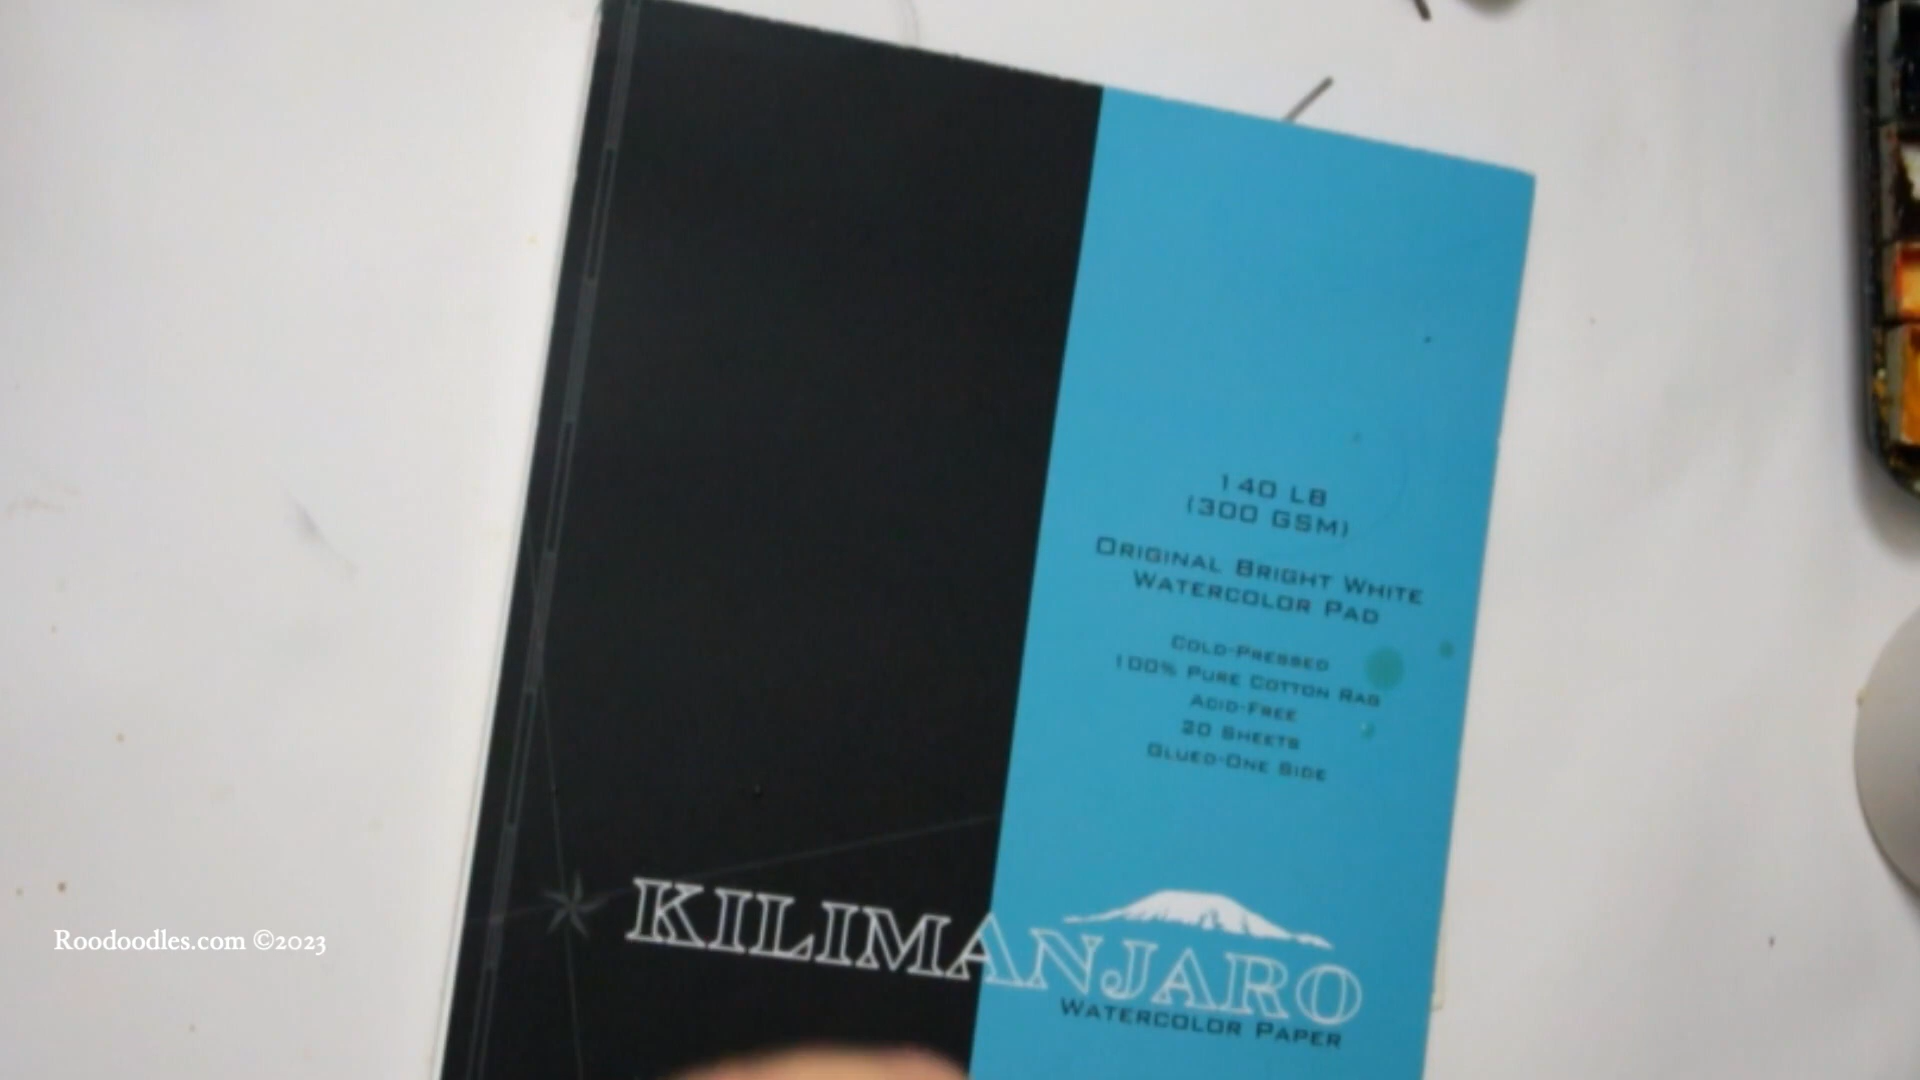 140 LB
(300 GSM)
Original Bright White
Watercolor Pad
Cold-Pressed
100% Pure Cotton Rag
Acid-Free
20 Sheets
Glued-One Side
KILIMANJARO
Watercolor Paper
Roodoodles.com ©2023